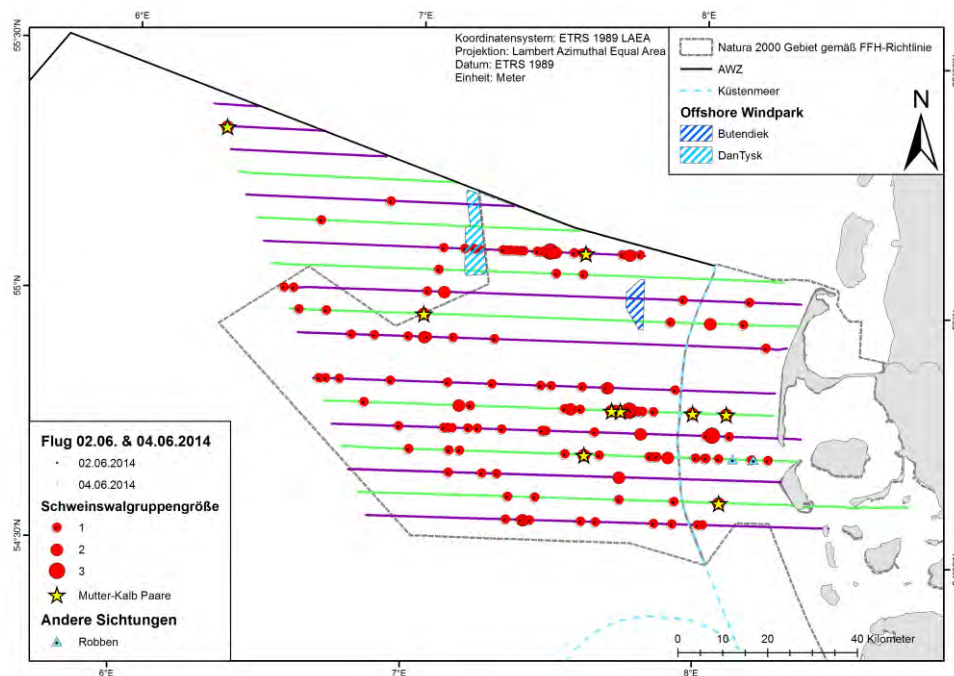 6°E 7°E 8°E
55°30'N
Koordinatensystem: ETRS 1989 LAEA
Projektion: Lambert Azimuthal Equal Area
Datum: ETRS 1989
Einheit: Meter
Natura 2000 Gebiet gemäß FFH-Richtlinie
AWZ
Küstenmeer
Offshore Windpark
Butendiek
DanTysk
N
55°N
54°30'N
Flug 02.06. & 04.06.2014
02.06.2014
04.06.2014
Schweinswalgruppengröße
1
2
3
Mutter-Kalb Paare
Andere Sichtungen
Robben
0 10 20 40 Kilometer
6°E 7°E 8°E